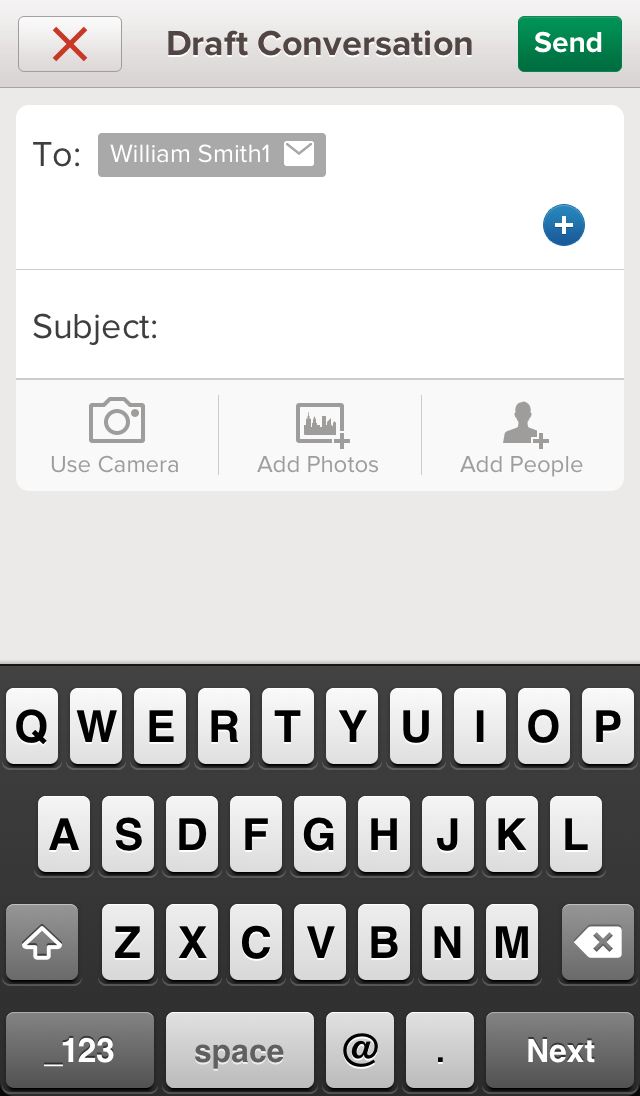 Draft Conversation Send
To: William Smith1
Subject:
Use Camera Add Photos Add People
Q W E R T Y U I O P
A S D F G H J K L
Z X C V B N M
_123 space @ . Next